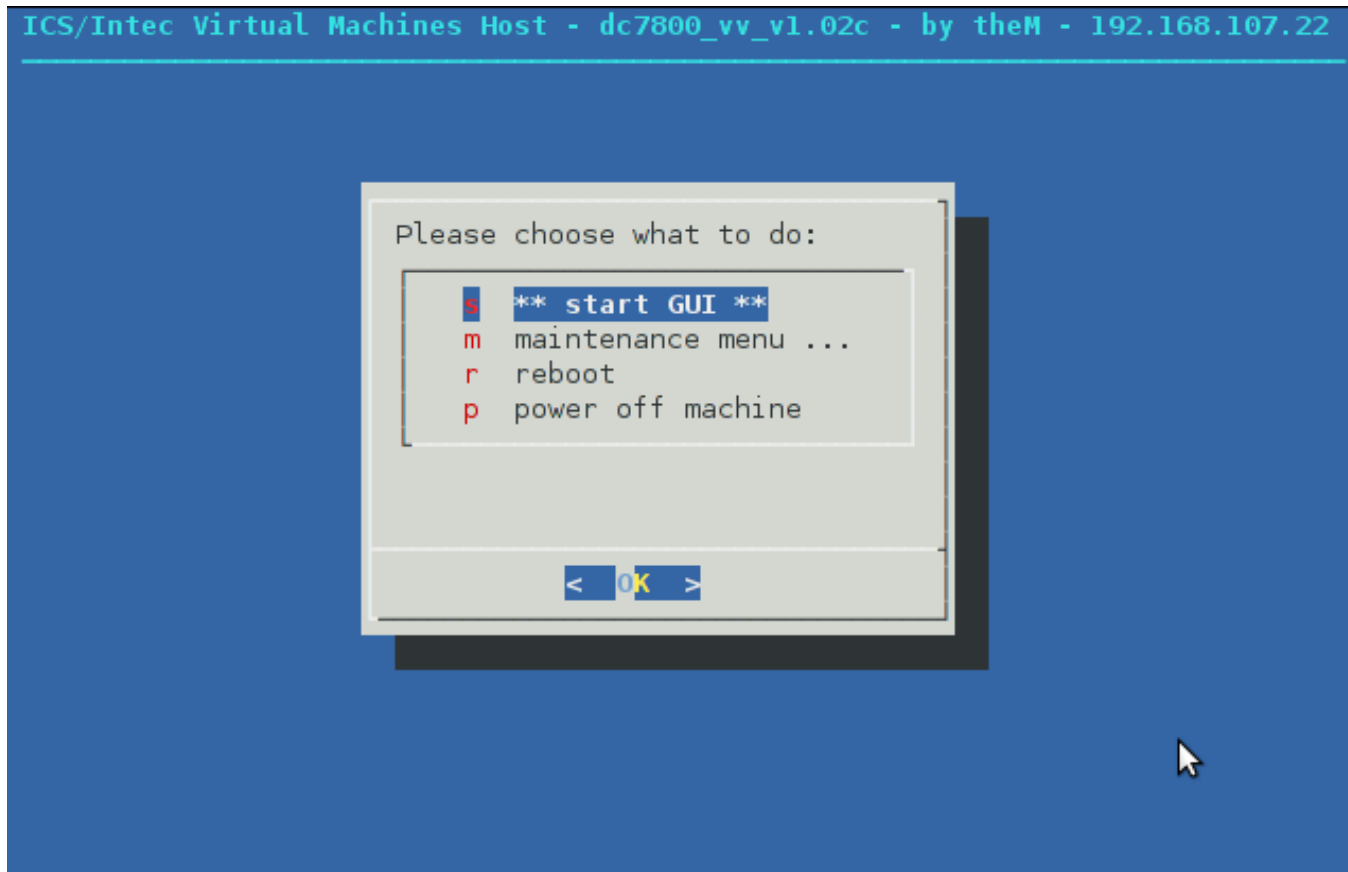 ICS/Intec Virtual Machines Host - dc7800_vv_v1.02c - by theM - 192.168.107.22
Please choose what to do:
s ** start GUI **
m maintenance menu ...
r reboot
p power off machine
< OK >